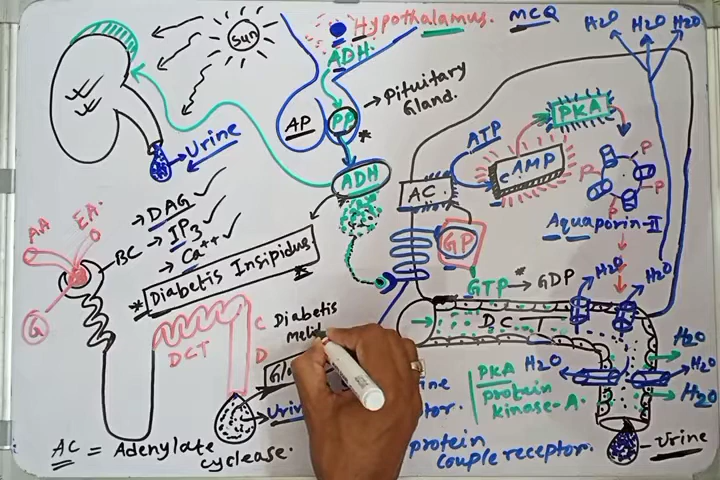 Hypothalamus.
MCQ
ADH.
H2O
H2O
H2O
Sun
Pituitary
Gland.
AP
PP
*
Urine
ADH
ATP
PKA
AC
cAMP
P
P
P
P
Aquaporin-II
→ DAG ✓
→ IP3 ✓
→ Ca++ ✓
AA
EA.
BC
G
GP
* Diabetis Insipidus
*
GTP → GDP
*
H2O
H2O
DCT
C
D
Diabetis
DC
H2O
H2O
H2O
H2O
PKA
protein
kinase-A.
Urine
protein
couple receptor.
AC = Adenylate
cyclease.